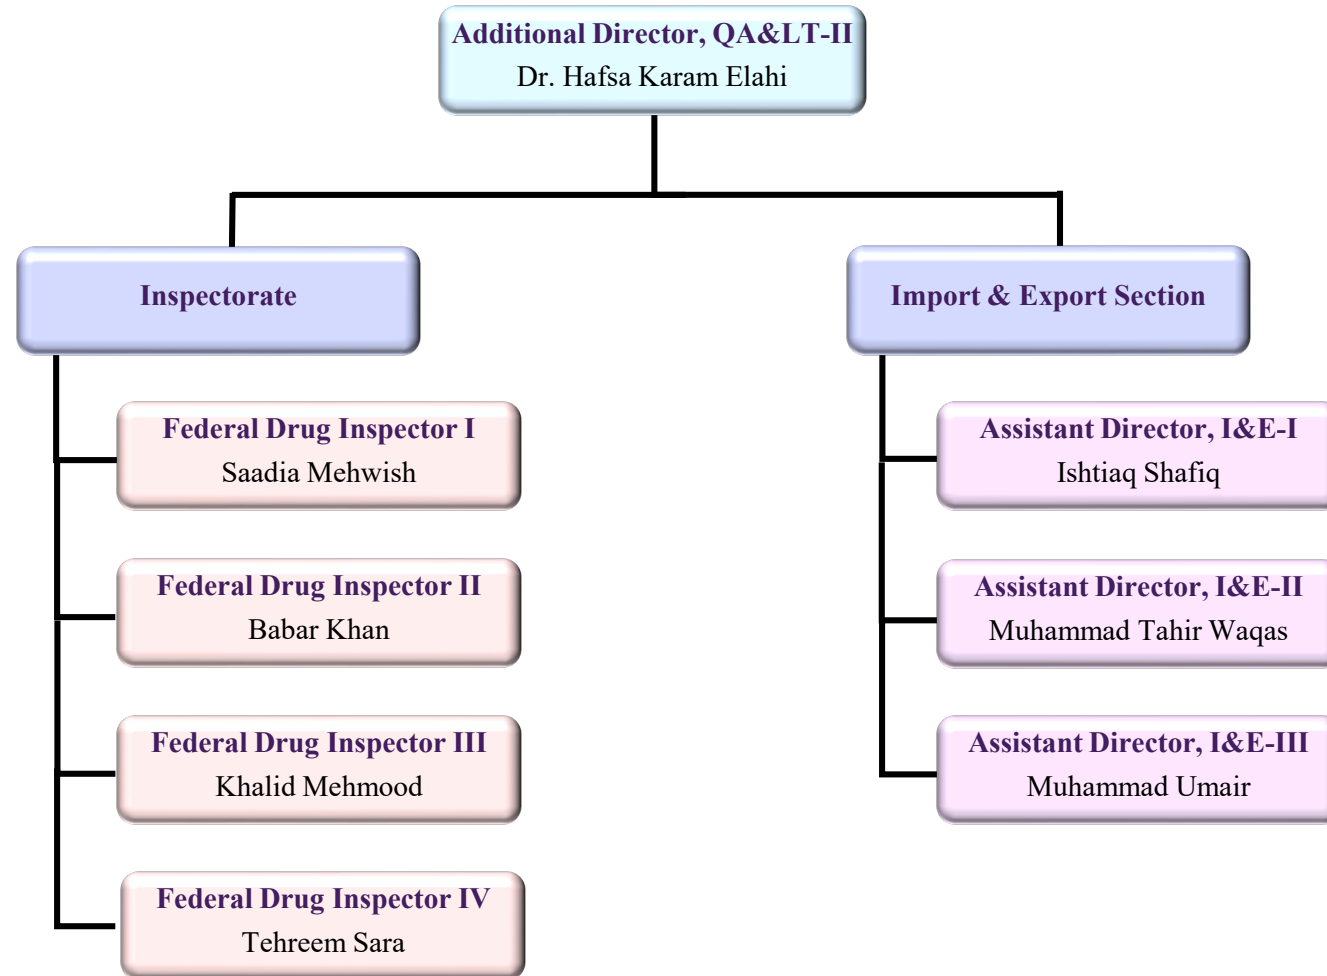 Additional Director, QA&LT-II
Dr. Hafsa Karam Elahi
Inspectorate
Federal Drug Inspector I
Saadia Mehwish
Federal Drug Inspector II
Babar Khan
Federal Drug Inspector III
Khalid Mehmood
Federal Drug Inspector IV
Tehreem Sara
Import & Export Section
Assistant Director, I&E-I
Ishtiaq Shafiq
Assistant Director, I&E-II
Muhammad Tahir Waqas
Assistant Director, I&E-III
Muhammad Umair